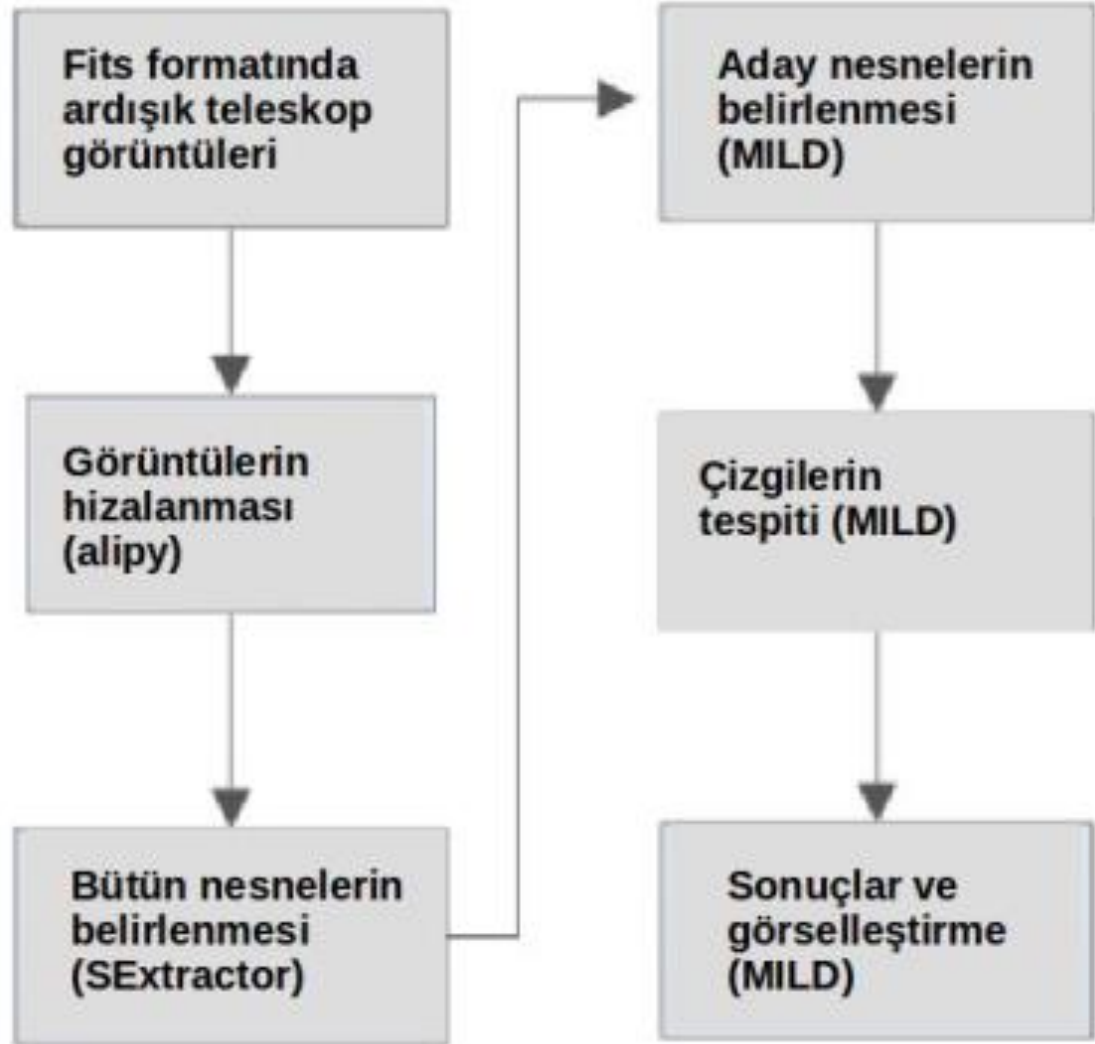 Fits formatında
ardışık teleskop
görüntüleri
Görüntülerin
hizalanması
(alipy)
Bütün nesnelerin
belirlenmesi
(SExtractor)
Aday nesnelerin
belirlenmesi
(MILD)
Çizgilerin
tespiti (MILD)
Sonuçlar ve
görselleştirme
(MILD)